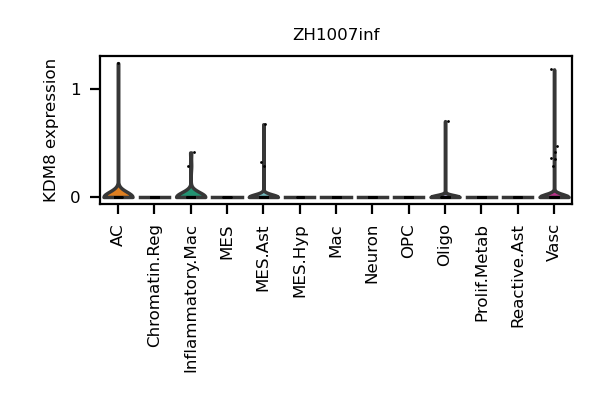 ZH1007inf
KDM8 expression
1
0
AC
Chromatin.Reg
Inflammatory.Mac
MES
MES.Ast
MES.Hyp
Mac
Neuron
OPC
Oligo
Prolif.Metab
Reactive.Ast
Vasc